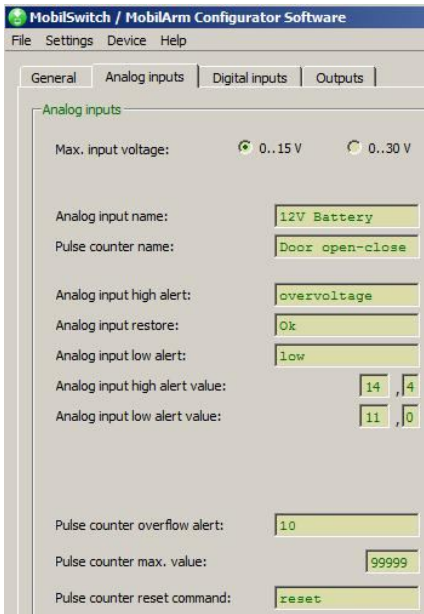 MobilSwitch / MobilArm Configurator Software
File Settings Device Help
General Analog inputs Digital inputs Outputs
Analog inputs
Max. input voltage: 0..15 V 0..30 V
Analog input name: 12V Battery
Pulse counter name: Door open-close
Analog input high alert: overvoltage
Analog input restore: Ok
Analog input low alert: low
Analog input high alert value: 14 , 4
Analog input low alert value: 11 , 0
Pulse counter overflow alert: 10
Pulse counter max. value: 99999
Pulse counter reset command: reset